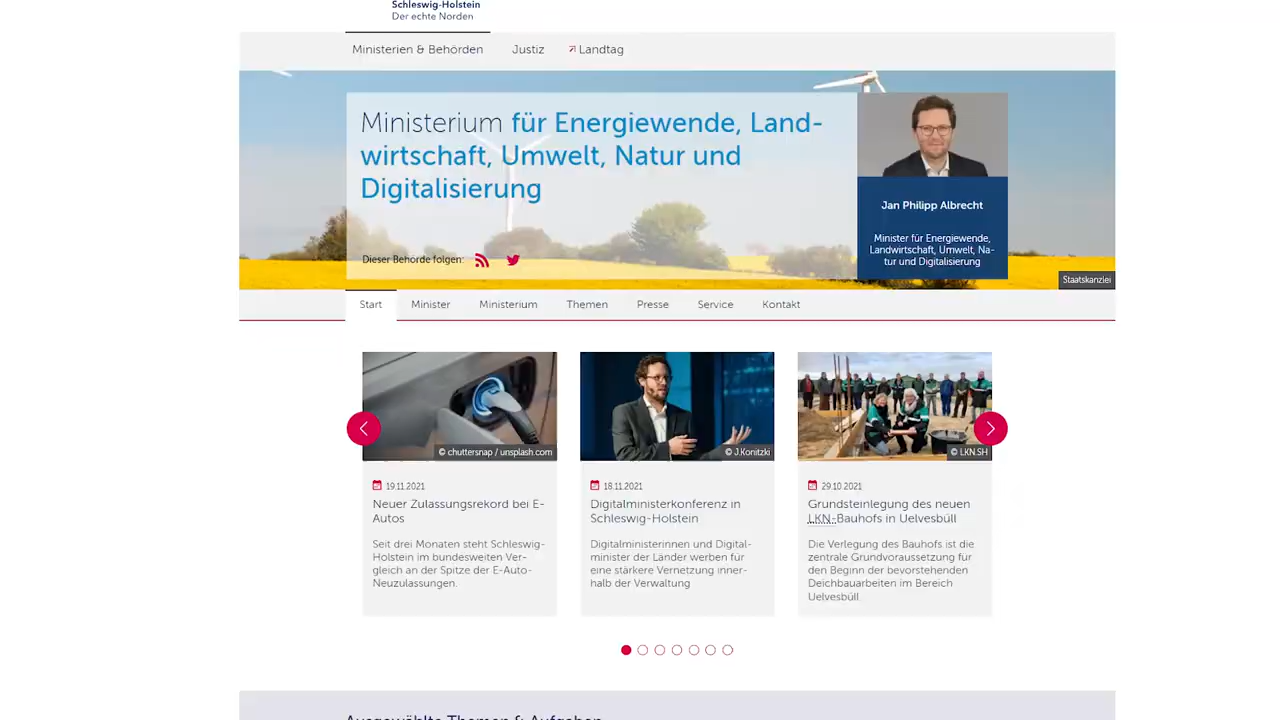 Schleswig-Holstein
Der echte Norden
Ministerien & Behörden
Justiz
Landtag
Ministerium für Energiewende, Land-
wirtschaft, Umwelt, Natur und
Digitalisierung
Dieser Behörde folgen:
Jan Philipp Albrecht
Minister für Energiewende,
Landwirtschaft, Umwelt, Na-
tur und Digitalisierung
Staatskanzlei
Start
Minister
Ministerium
Themen
Presse
Service
Kontakt
© chuttersnap / unsplash.com
19.11.2021
Neuer Zulassungsrekord bei E-
Autos
Seit drei Monaten steht Schleswig-
Holstein im bundesweiten Ver-
gleich an der Spitze der E-Auto-
Neuzulassungen.
© J.Konitzki
18.11.2021
Digitalministerkonferenz in
Schleswig-Holstein
Digitalministerinnen und Digital-
minister der Länder werben für
eine stärkere Vernetzung inner-
halb der Verwaltung
© LKN.SH
29.10.2021
Grundsteinlegung des neuen
LKN-Bauhofs in Uelvesbüll
Die Verlegung des Bauhofs ist die
zentrale Grundvoraussetzung für
den Beginn der bevorstehenden
Deichbauarbeiten im Bereich
Uelvesbüll.
Ausgewählte Themen & Aufgaben